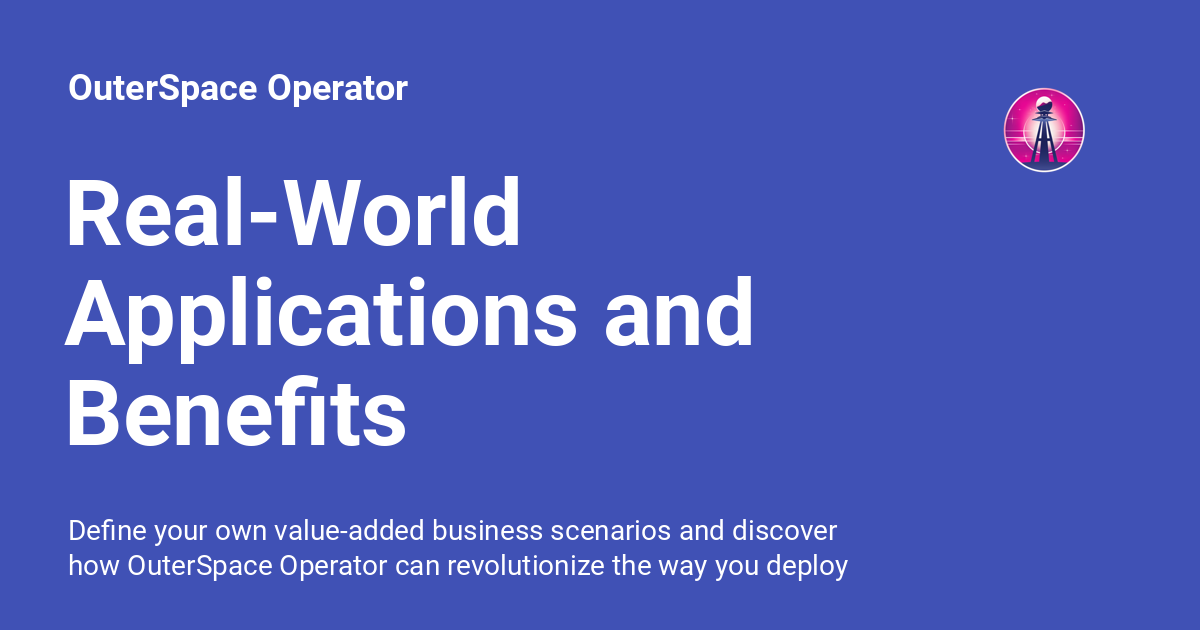 OuterSpace Operator
Real-World
Applications and
Benefits
Define your own value-added business scenarios and discover
how OuterSpace Operator can revolutionize the way you deploy